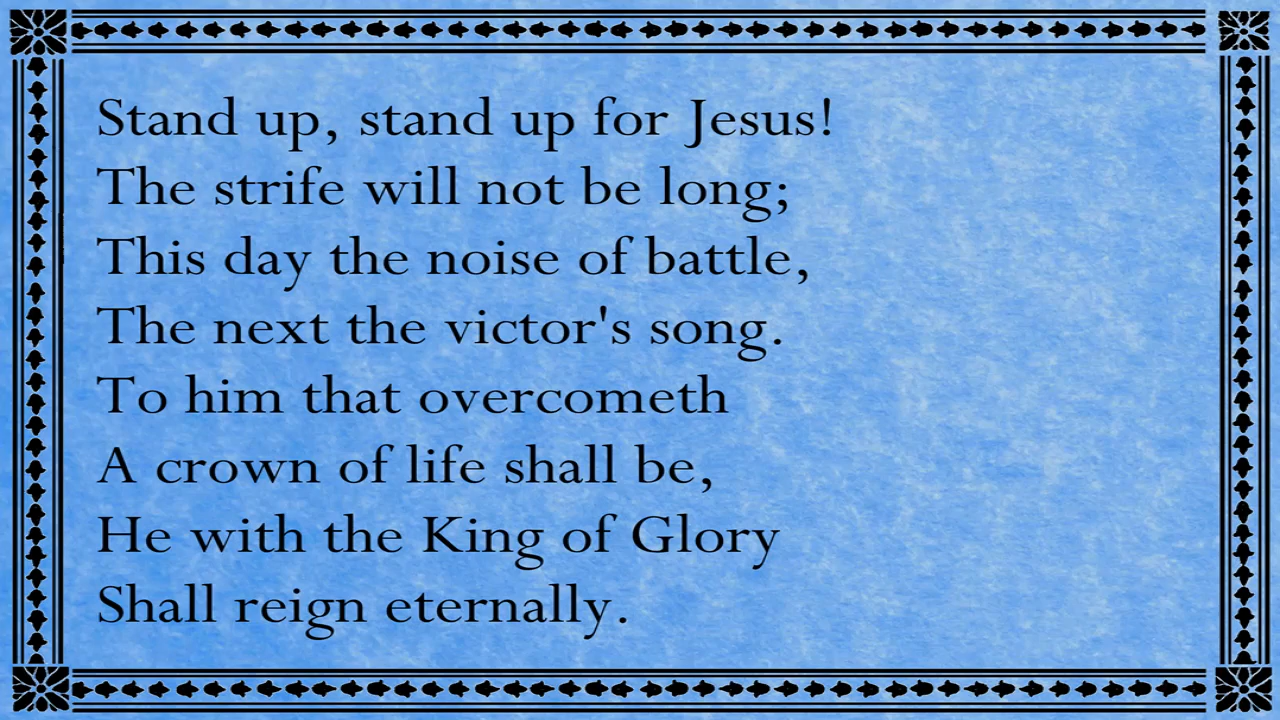 Stand up, stand up for Jesus!
The strife will not be long;
This day the noise of battle,
The next the victor's song.
To him that overcometh
A crown of life shall be,
He with the King of Glory
Shall reign eternally.